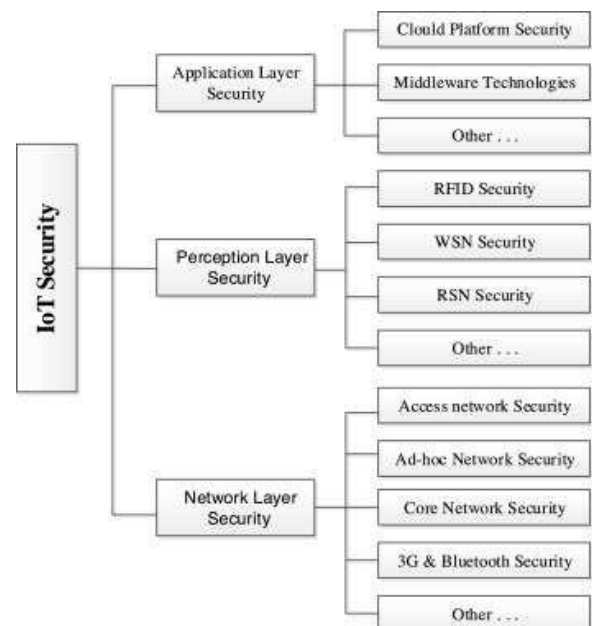 IoT Security
Application Layer
Security
Clould Platform Security
Middleware Technologies
Other . . .
Perception Layer
Security
RFID Security
WSN Security
RSN Security
Other . . .
Network Layer
Security
Access network Security
Ad-hoc Network Security
Core Network Security
3G & Bluetooth Security
Other . . .